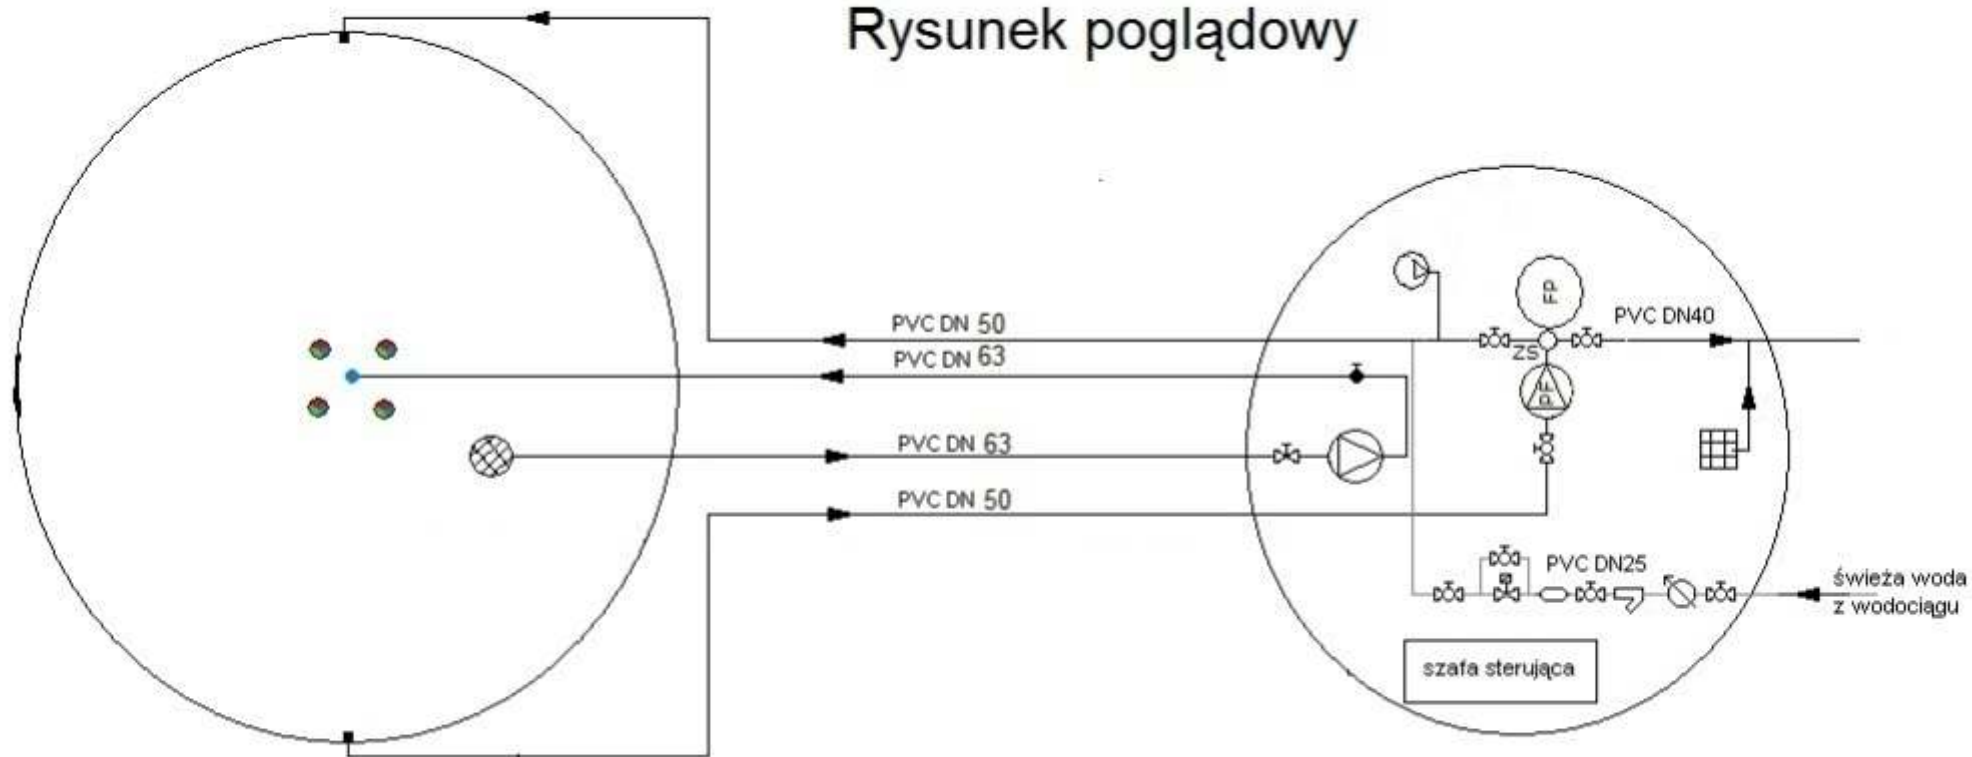 Rysunek poglądowy
FP
PVC DN40
PVC DN 50
ZS
PVC DN 63
PF
PVC DN 63
PVC DN 50
PVC DN25
świeża woda
z wodociągu
szafa sterująca